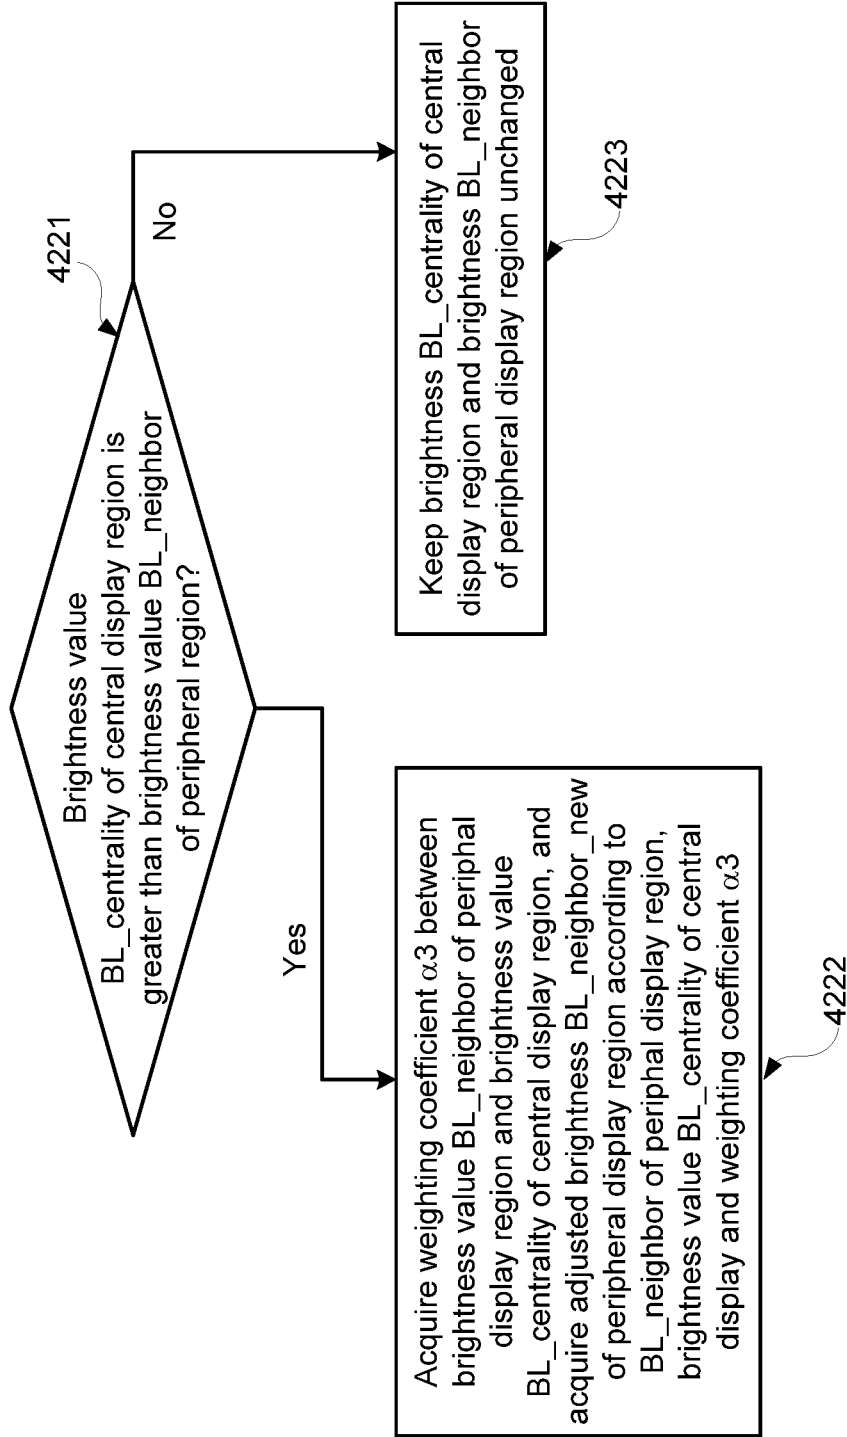 Brightness value
BL_centrality of central display region is
greater than brightness value BL_neighbor
of peripheral region?
4221
Yes
No
Acquire weighting coefficient α3 between
brightness value BL_neighbor of periphal
display region and brightness value
BL_centrality of central display region, and
acquire adjusted brightness BL_neighbor_new
of peripheral display region according to
BL_neighbor of periphal display region,
brightness value BL_centrality of central
display and weighting coefficient α3
4222
Keep brightness BL_centrality of central
display region and brightness BL_neighbor
of peripheral display region unchanged
4223